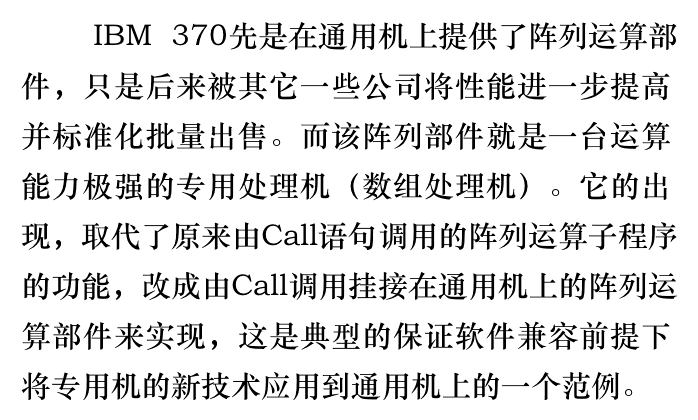 IBM 370先是在通用机上提供了阵列运算部
件，只是后来被其它一些公司将性能进一步提高
并标准化批量出售。而该阵列部件就是一台运算
能力极强的专用处理机（数组处理机）。它的出
现，取代了原来由Call语句调用的阵列运算子程序
的功能，改成由Call调用挂接在通用机上的阵列运
算部件来实现，这是典型的保证软件兼容前提下
将专用机的新技术应用到通用机上的一个范例。